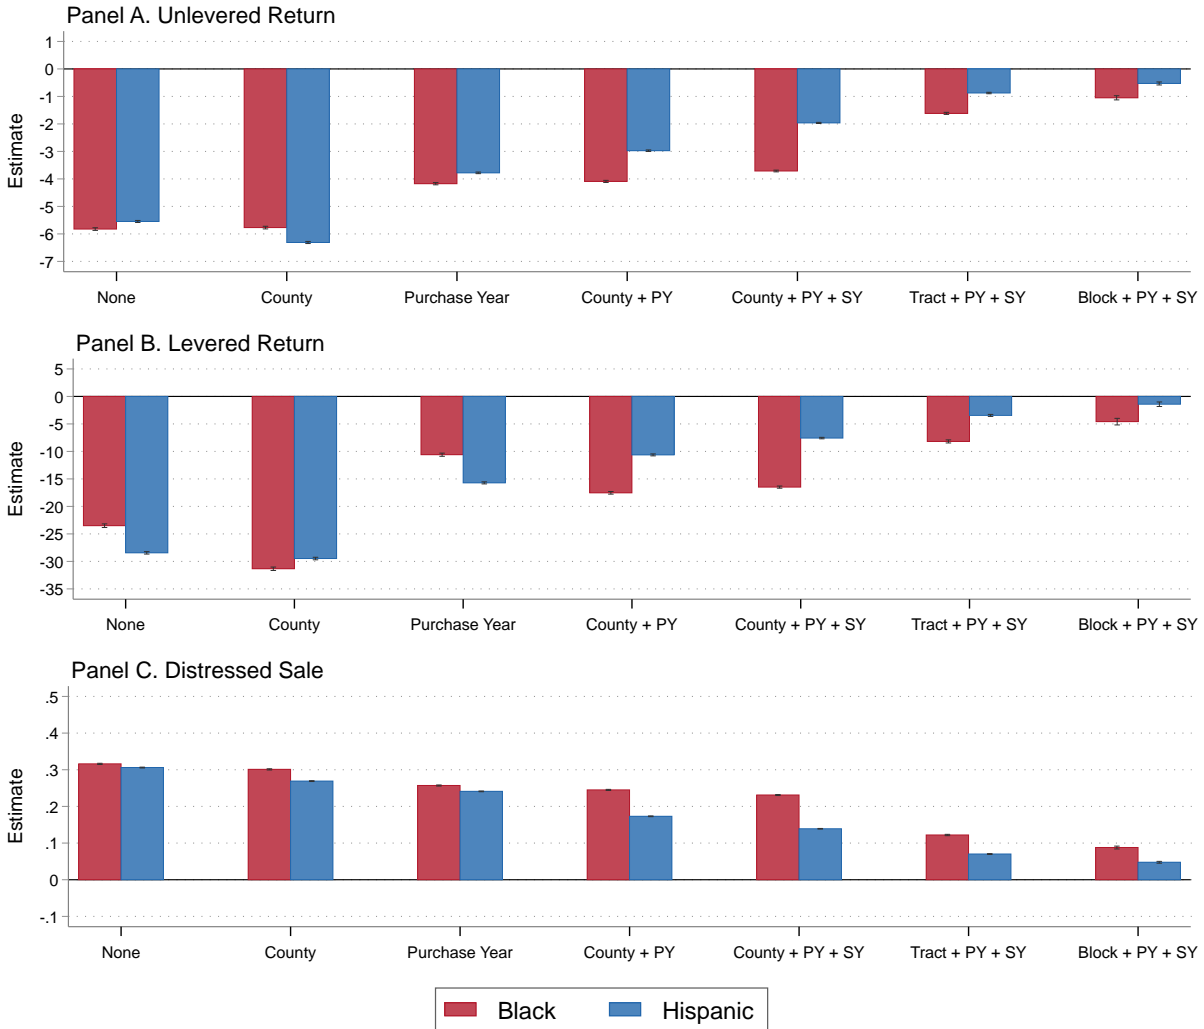 Panel A. Unlevered Return
Estimate
1
0
-1
-2
-3
-4
-5
-6
-7
None County Purchase Year County + PY County + PY + SY Tract + PY + SY Block + PY + SY
Panel B. Levered Return
Estimate
5
0
-5
-10
-15
-20
-25
-30
-35
None County Purchase Year County + PY County + PY + SY Tract + PY + SY Block + PY + SY
Panel C. Distressed Sale
Estimate
.5
.4
.3
.2
.1
0
-.1
None County Purchase Year County + PY County + PY + SY Tract + PY + SY Block + PY + SY
Black Hispanic